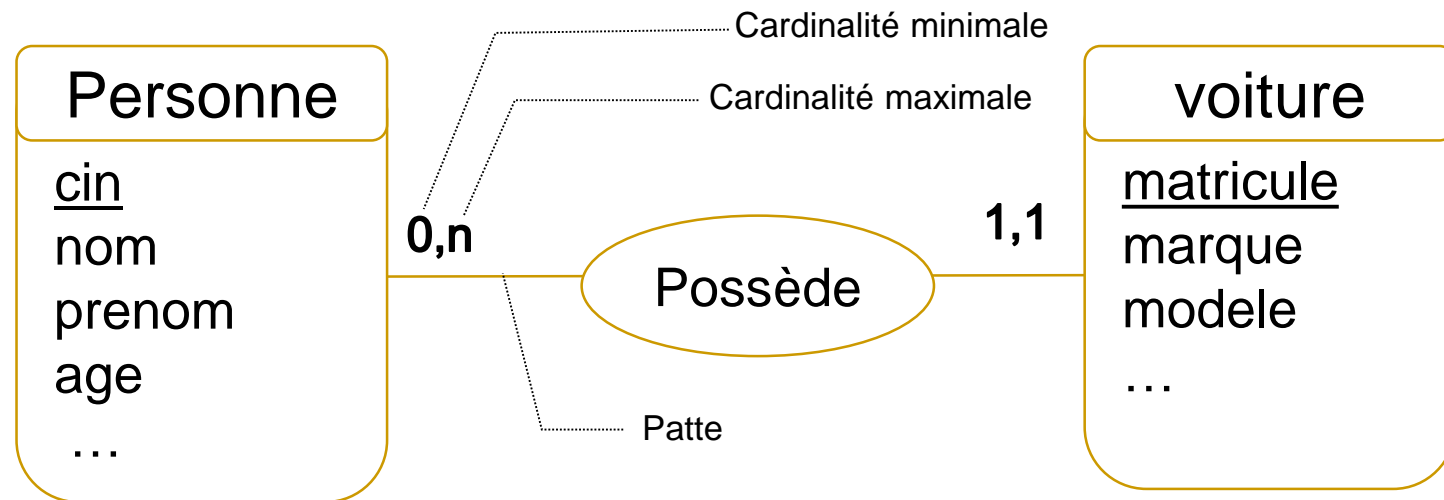 Cardinalité minimale
Cardinalité maximale
Personne
cin
nom
prenom
age
…
0,n
Possède
Patte
1,1
voiture
matricule
marque
modele
…